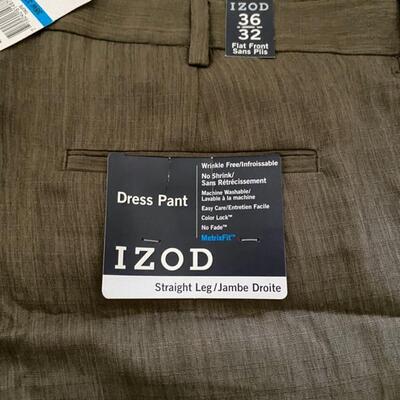 IZOD
36
32
Flat Front
Sans Plis
Dress Pant
Wrinkle Free/Infroissable
No Shrink/
Sans Rétrécissement
Machine Washable/
Lavable à la machine
Easy Care/Entretien Facile
Color Lock™
No Fade™
MetrixFit™
IZOD
Straight Leg/Jambe Droite